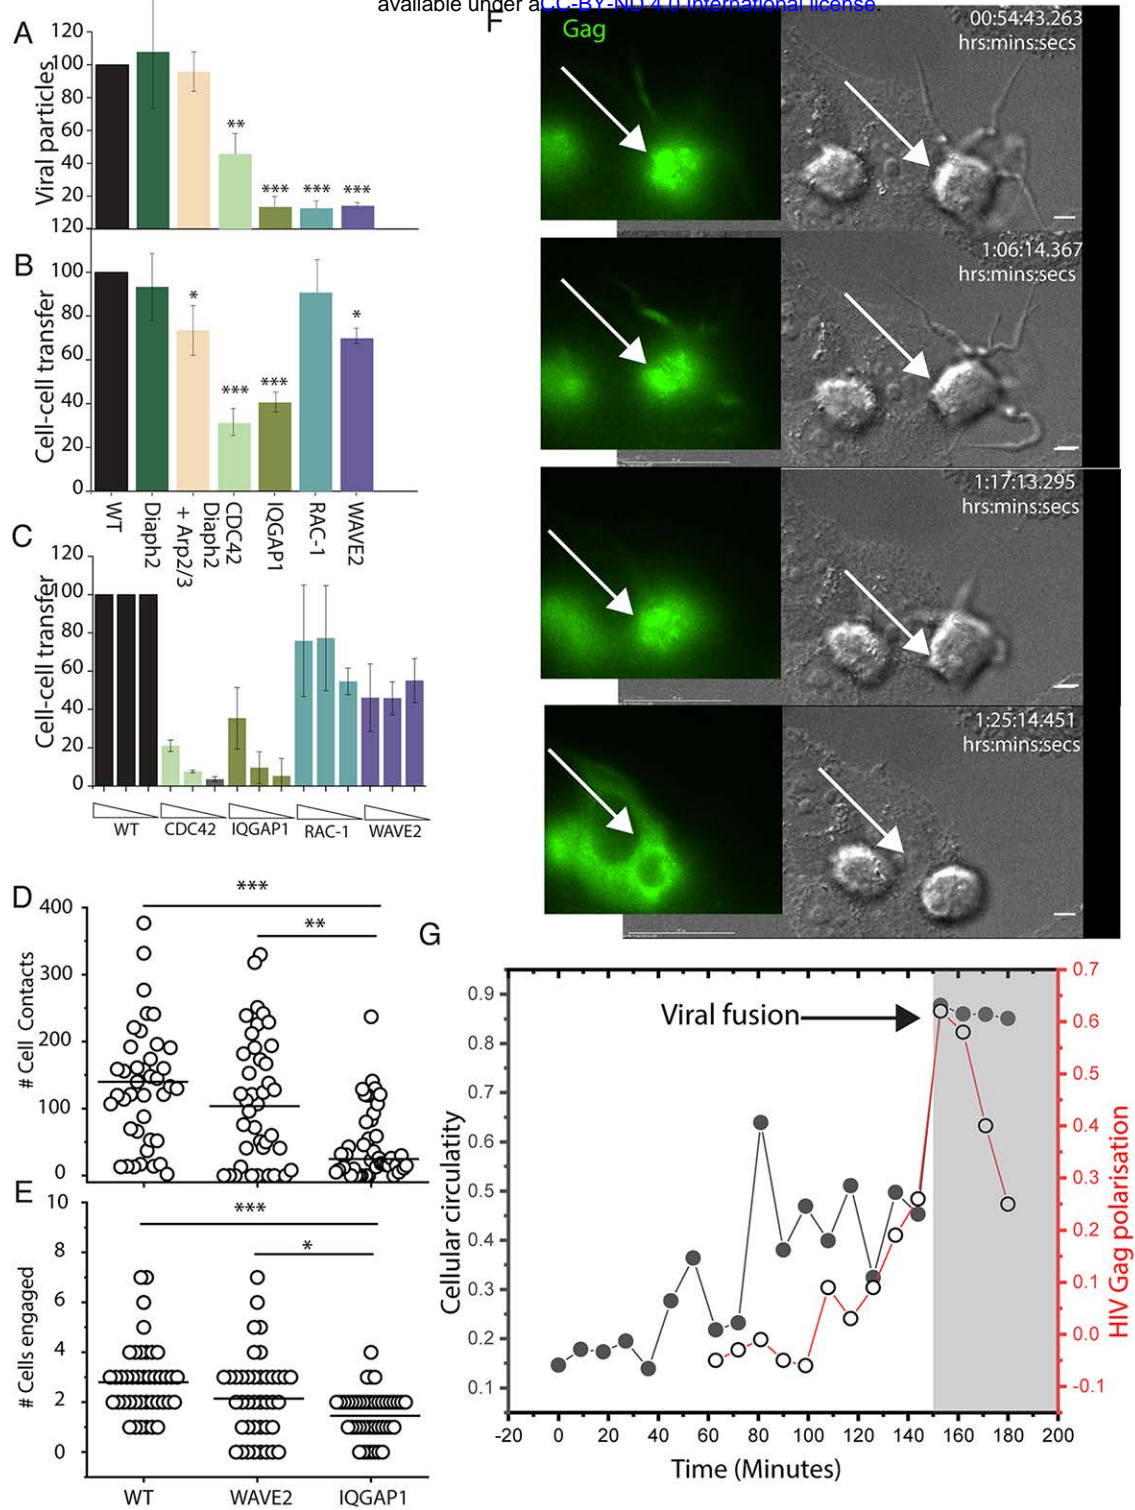 available under aCC-BY-ND 4.0 International license.
A
120
100
80
60
40
20
120
Viral particles
** *** *** ***
B
100
80
60
40
20
0
Cell-cell transfer
* *** *** *
WT
Diaph2
Diaph2
+ Arp2/3
CDC42
IQGAP1
RAC-1
WAVE2
C
120
100
80
60
40
20
0
Cell-cell transfer
WT CDC42 IQGAP1 RAC-1 WAVE2
D
400
300
200
100
0
# Cell Contacts
***
**
E
10
8
6
4
2
0
# Cells engaged
***
*
WT WAVE2 IQGAP1
F
Gag
00:54:43.263
hrs:mins:secs
1:06:14.367
hrs:mins:secs
1:17:13.295
hrs:mins:secs
1:25:14.451
hrs:mins:secs
G
0.9
0.8
0.7
0.6
0.5
0.4
0.3
0.2
0.1
Cellular circulatity
Viral fusion
0.7
0.6
0.5
0.4
0.3
0.2
0.1
0.0
-0.1
HIV Gag polarisation
-20 0 20 40 60 80 100 120 140 160 180 200
Time (Minutes)